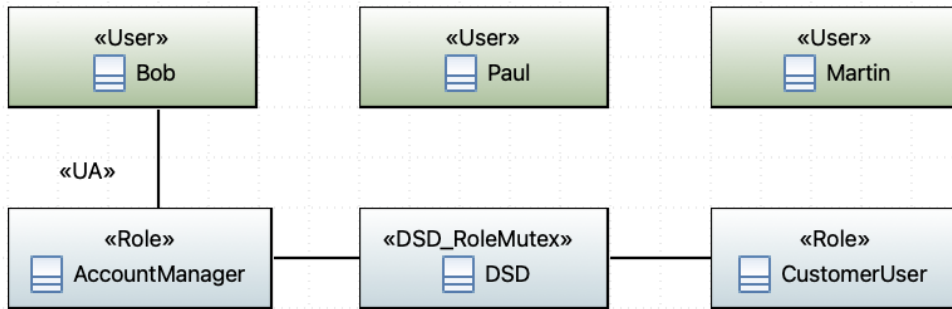 «User»
Bob
«User»
Paul
«User»
Martin
«UA»
«Role»
AccountManager
«DSD_RoleMutex»
DSD
«Role»
CustomerUser